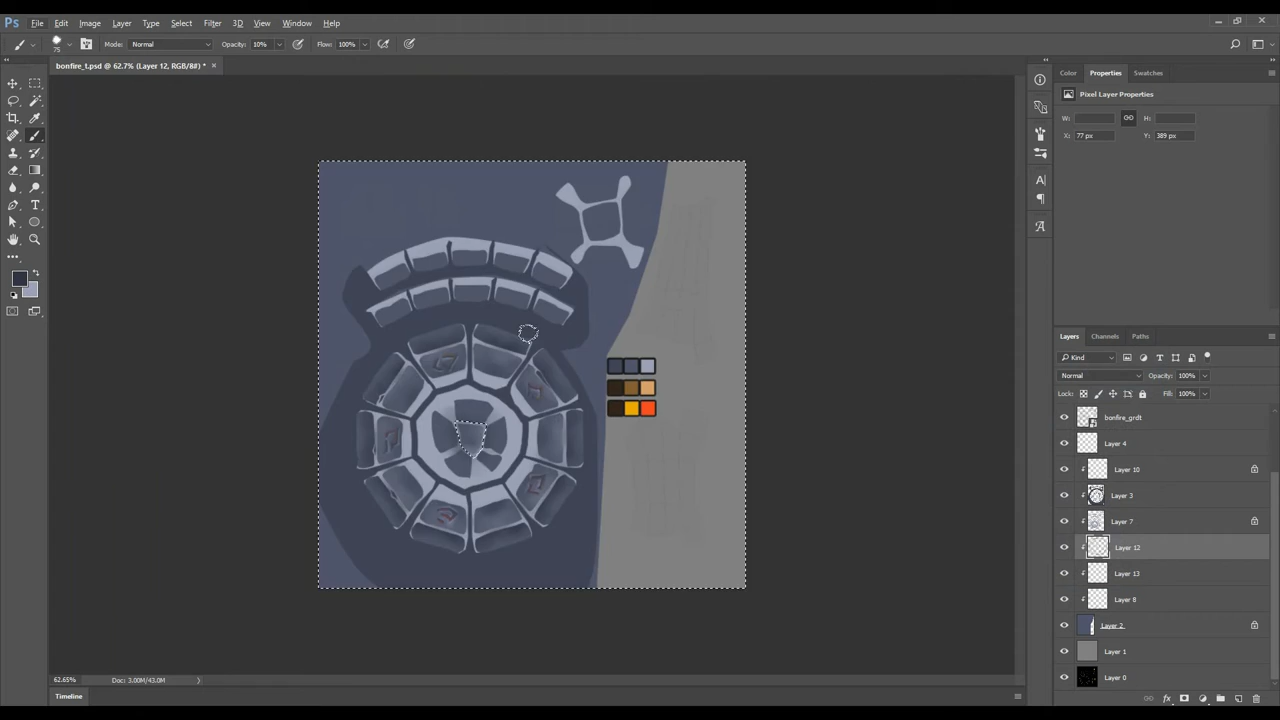 Ps File Edit Image Layer Type Select Filter 3D View Window Help
75 Mode: Normal Opacity: 10% Flow: 100%
bonfire_t.psd @ 62.7% (Layer 12, RGB/8#) *
Color Properties Swatches
Pixel Layer Properties
W: H:
X: 77 px Y: 389 px
Layers Channels Paths
Kind
Normal Opacity: 100%
Lock: Fill: 100%
bonfire_grdt
Layer 4
Layer 10
Layer 3
Layer 7
Layer 12
Layer 13
Layer 8
Layer 2
Layer 1
Layer 0
62.65% Doc: 3.00M/43.0M
Timeline